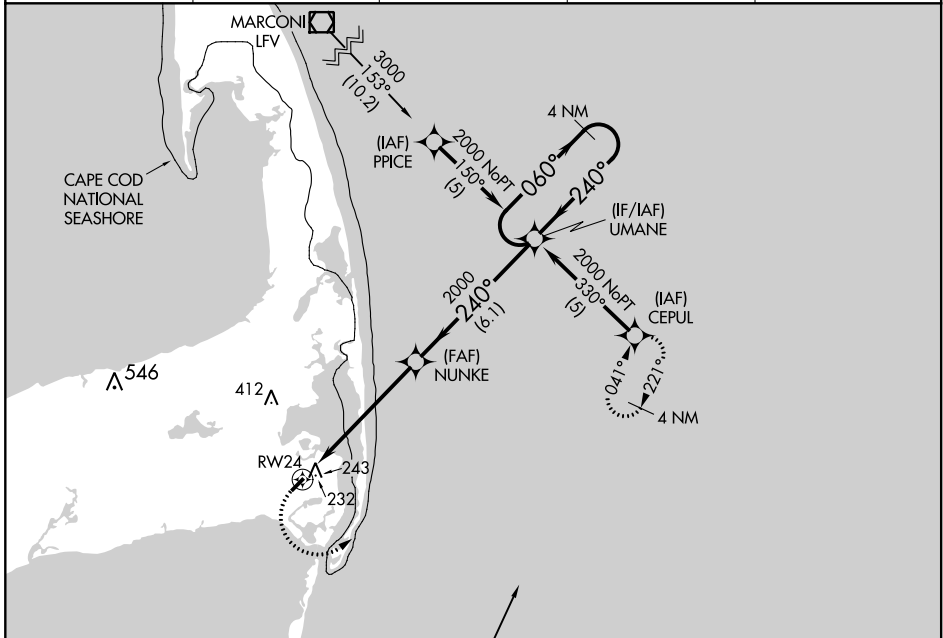 MARCONI
LFV
3000
153°
(10.2)
4 NM
(IAF)
PPICE
2000 NoPT
150°
(5)
060°
240°
CAPE COD
NATIONAL
SEASHORE
(IF/IAF)
UMANE
2000 NoPT
330°
(5)
(IAF)
CEPUL
2000
240°
(6.1)
(FAF)
NUNKE
041°
221°
4 NM
546
412
RW24
243
232